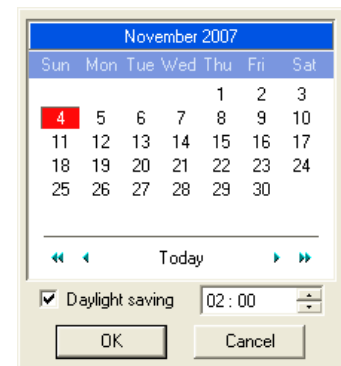 November 2007
Sun Mon Tue Wed Thu Fri Sat
1 2 3
4 5 6 7 8 9 10
11 12 13 14 15 16 17
18 19 20 21 22 23 24
25 26 27 28 29 30
Today
Daylight saving 02 : 00
OK Cancel